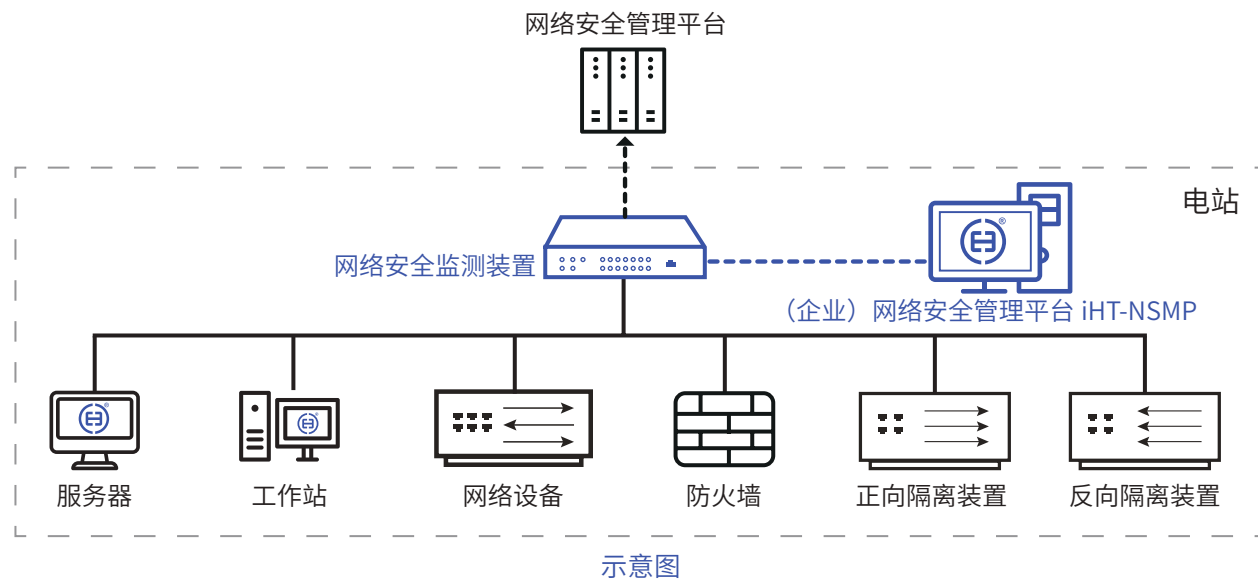 网络安全管理平台
电站
网络安全监测装置
（企业）网络安全管理平台 iHT-NSMP
服务器
工作站
网络设备
防火墙
正向隔离装置
反向隔离装置
示意图